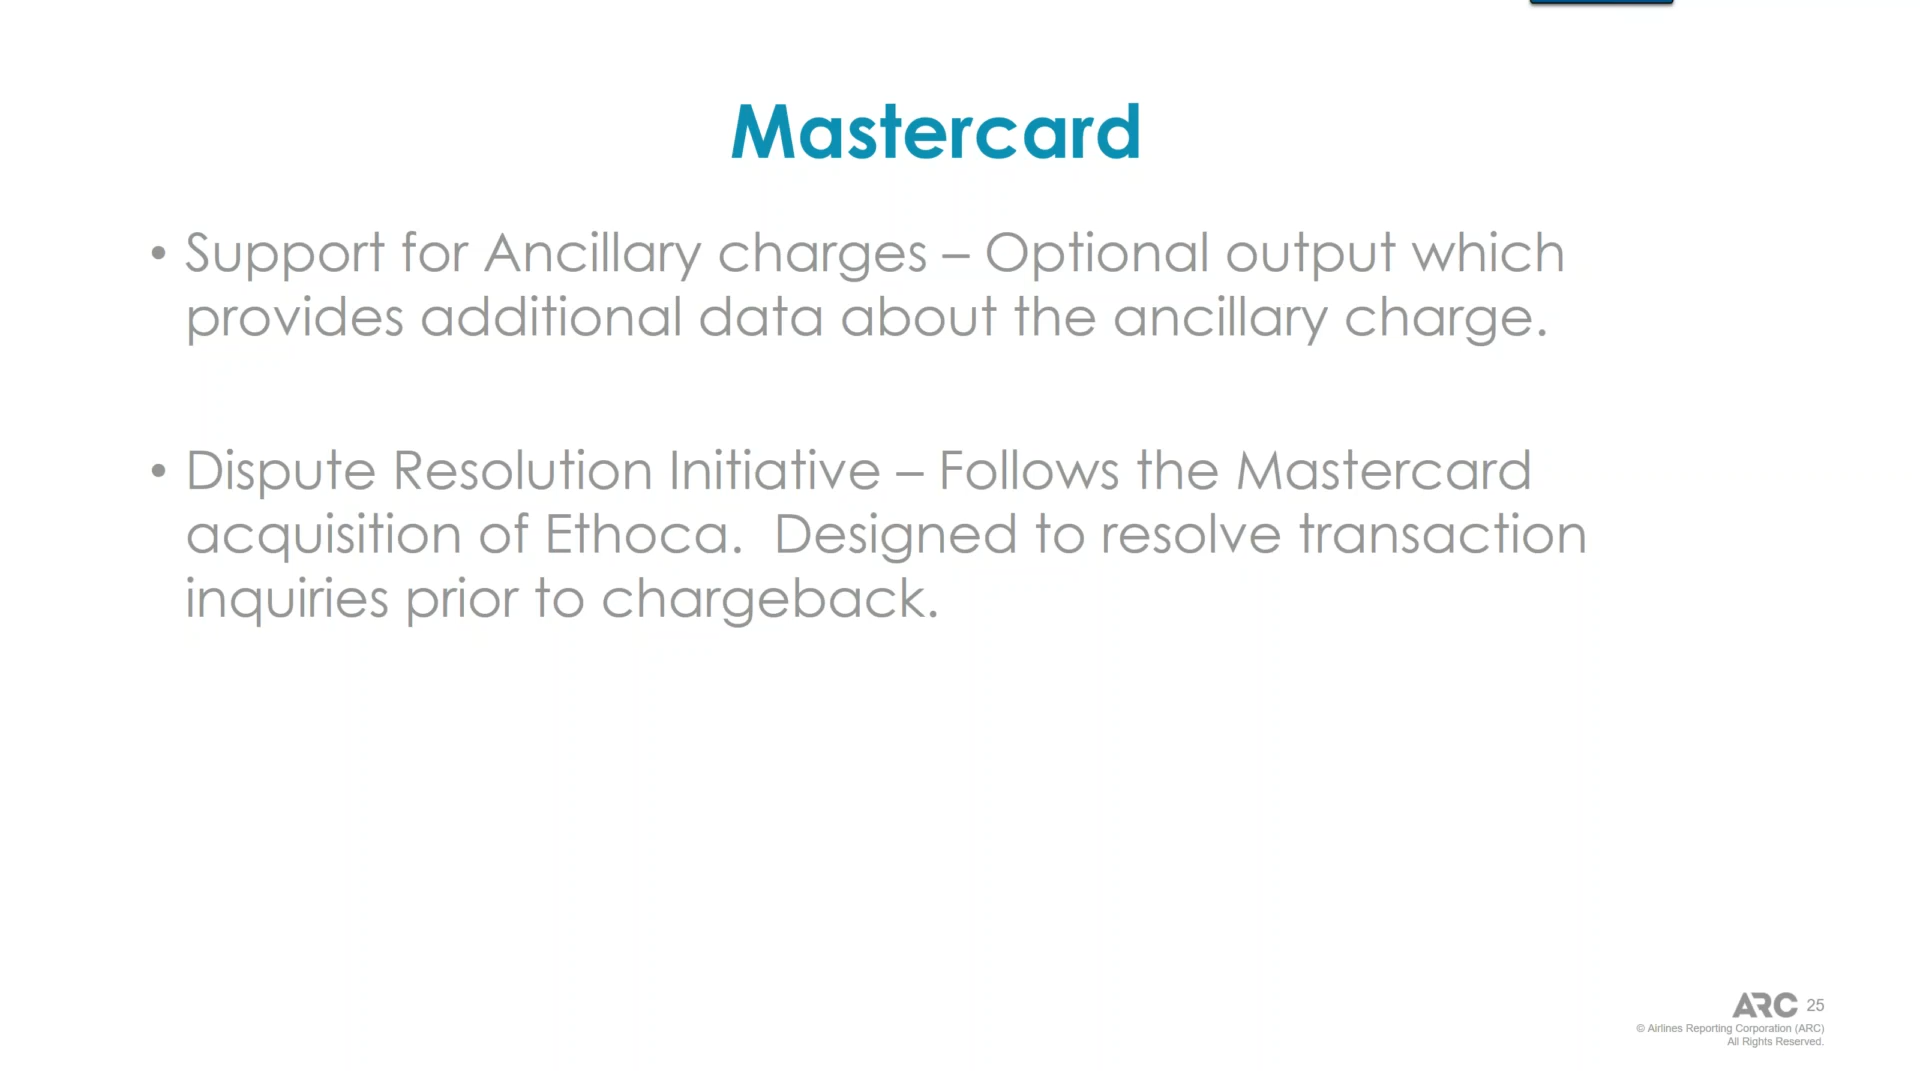 Mastercard
• Support for Ancillary charges – Optional output which
provides additional data about the ancillary charge.
• Dispute Resolution Initiative – Follows the Mastercard
acquisition of Ethoca.  Designed to resolve transaction
inquiries prior to chargeback.
ARC 25
© Airlines Reporting Corporation (ARC)
All Rights Reserved.